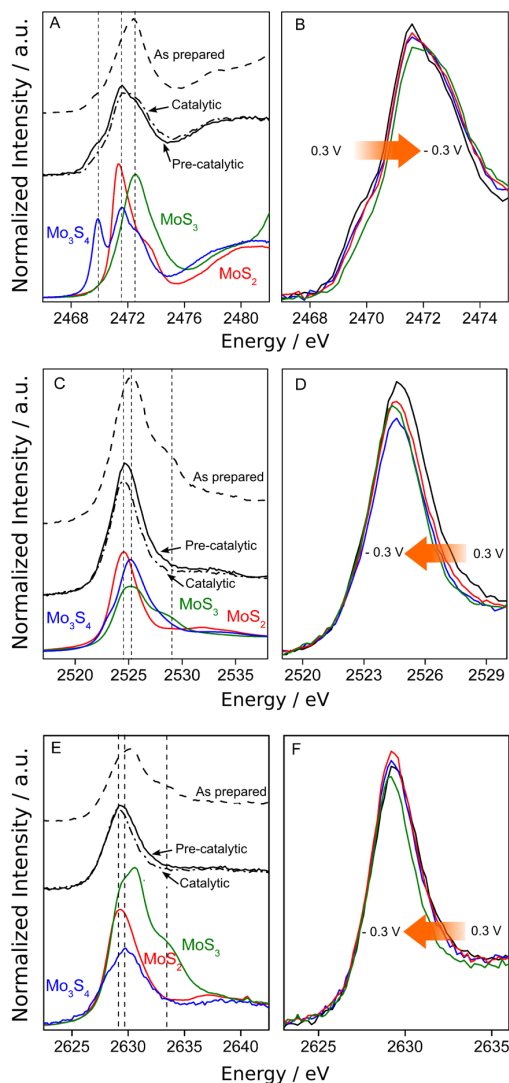 Normalized Intensity / a.u.
A
As prepared
Catalytic
Pre-catalytic
Mo₃S₄
MoS₃
MoS₂
2468 2472 2476 2480
Energy / eV
B
0.3 V
- 0.3 V
2468 2470 2472 2474
Energy / eV
Normalized Intensity / a.u.
C
As prepared
Pre-catalytic
Catalytic
Mo₃S₄
MoS₃
MoS₂
2520 2525 2530 2535
Energy / eV
D
- 0.3 V
0.3 V
2520 2523 2526 2529
Energy / eV
Normalized Intensity / a.u.
E
As prepared
Pre-catalytic
Catalytic
MoS₃
MoS₂
Mo₃S₄
2625 2630 2635 2640
Energy / eV
F
- 0.3 V
0.3 V
2625 2630 2635
Energy / eV